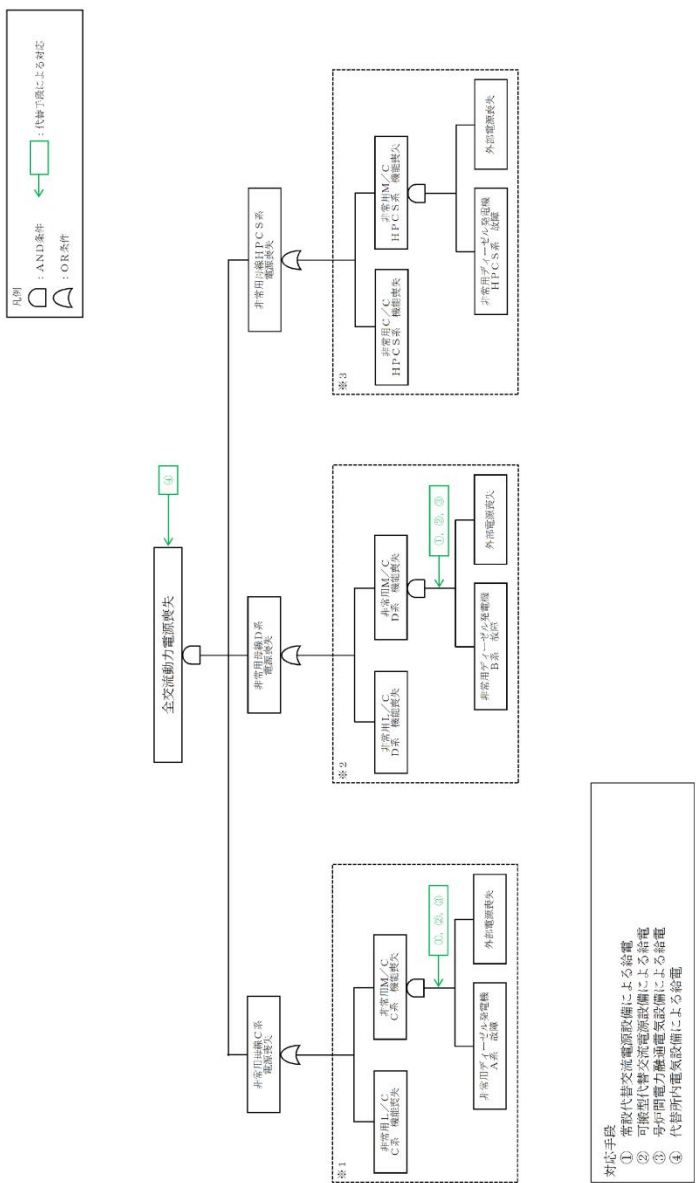 凡例
：AND条件
：OR条件
：代替手段による対応
全交流動力電源喪失
④
非常用母線C系
電源喪失
非常用母線D系
電源喪失
非常用母線HPCS系
電源喪失
※1
非常用L／C
C系　機能喪失
非常用M／C
C系　機能喪失
①，②，③
非常用ディーゼル発電機
A系　故障
外部電源喪失
※2
非常用L／C
D系　機能喪失
非常用M／C
D系　機能喪失
①，②，③
非常用ディーゼル発電機
B系　故障
外部電源喪失
※3
非常用C／C
HPCS系　機能喪失
非常用M／C
HPCS系　機能喪失
非常用ディーゼル発電機
HPCS系　故障
外部電源喪失
対応手段
①　常設代替交流電源設備による給電
②　可搬型代替交流電源設備による給電
③　号炉間電力融通電気設備による給電
④　代替所内電気設備による給電